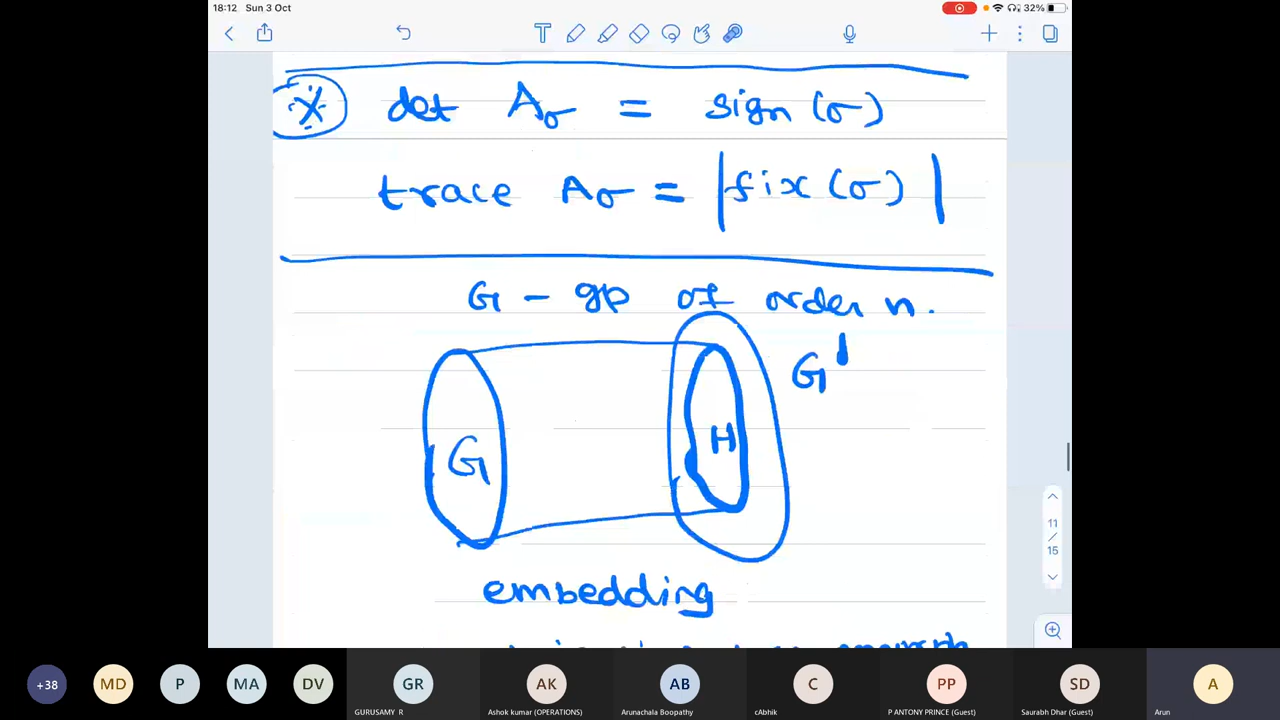 18:12 Sun 3 Oct
32%
det Aσ = sign (σ)
trace Aσ = |fix(σ)|
G - gp of order n.
G'
H
G
embedding
11
/
15
+38
MD
P
MA
DV
GR
AK
AB
C
PP
SD
A
GURUSAMY R
Ashok kumar (OPERATIONS)
Arunachala Boopathy
cAbhik
P ANTONY PRINCE (Guest)
Saurabh Dhar (Guest)
Arun